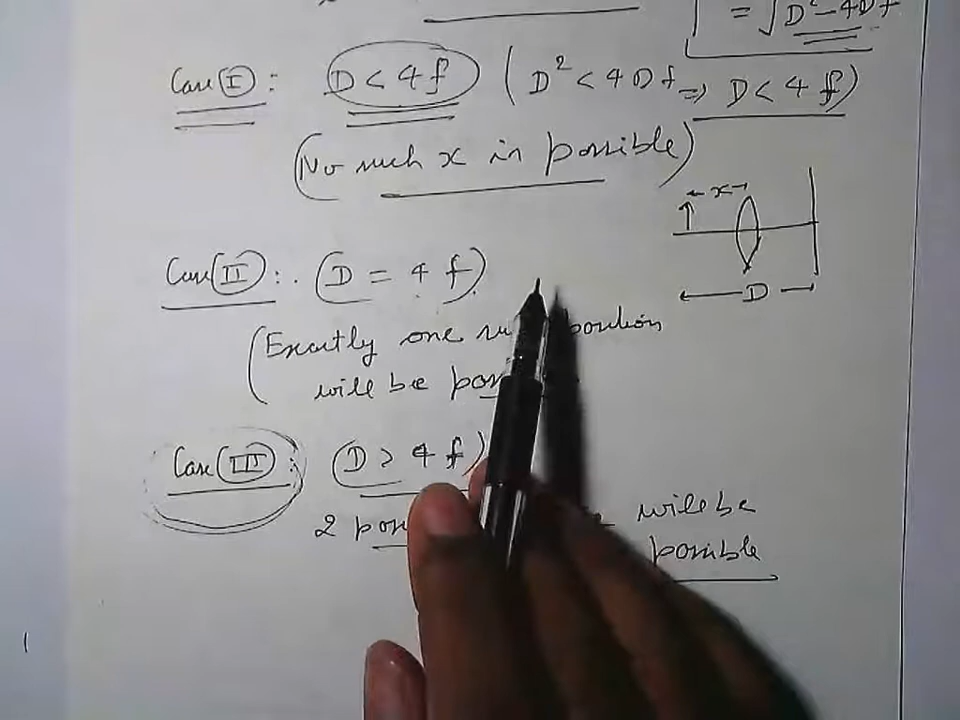 = √D² - 4Df
Case (I) : D < 4f ( D² < 4Df => D < 4f )
(No such x is possible)
x
D
Case (II) : . (D = 4f)
(Exactly one position
will be
Case (III) : (D > 4f)
2 will be
possible